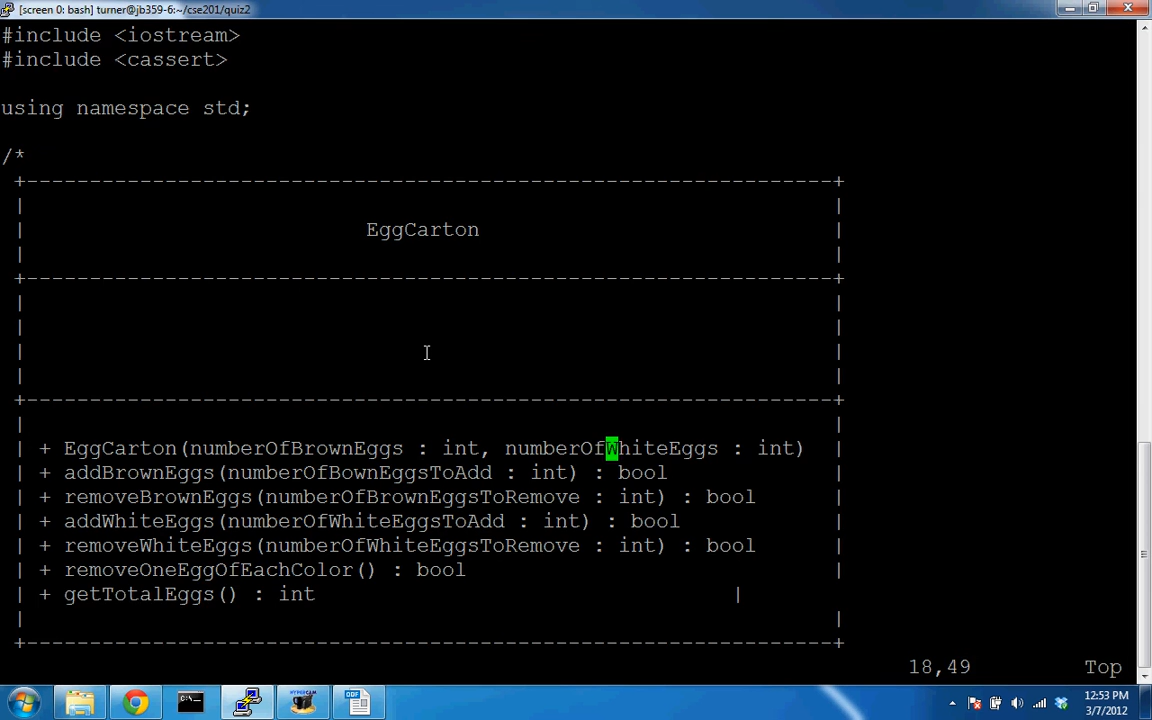 [screen 0: bash] turner@jb359-6:~/cse201/quiz2
#include <iostream>
#include <cassert>
using namespace std;
/*
+----------------------------------------------------------------+
|                                                                |
|                           EggCarton                            |
|                                                                |
+----------------------------------------------------------------+
|                                                                |
|                                                                |
|                                                                |
|                                                                |
+----------------------------------------------------------------+
|                                                                |
| + EggCarton(numberOfBrownEggs : int, numberOfWhiteEggs : int)
| + addBrownEggs(numberOfBownEggsToAdd : int) : bool             |
| + removeBrownEggs(numberOfBrownEggsToRemove : int) : bool      |
| + addWhiteEggs(numberOfWhiteEggsToAdd : int) : bool            |
| + removeWhiteEggs(numberOfWhiteEggsToRemove : int) : bool      |
| + removeOneEggOfEachColor() : bool                             |
| + getTotalEggs() : int                                 |
|                                                                |
+----------------------------------------------------------------+
18,49 Top
ODF
HYPERCAM
12:53 PM
3/7/2012